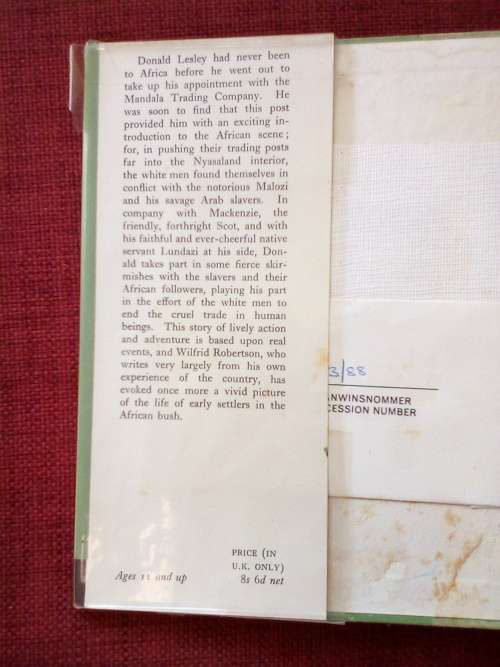 Donald Lesley had never been
to Africa before he went out to
take up his appointment with the
Mandala Trading Company. He
was soon to find that this post
provided him with an exciting in-
troduction to the African scene;
for, in pushing their trading posts
far into the Nyasaland interior,
the white men found themselves in
conflict with the notorious Malozi
and his savage Arab slavers. In
company with Mackenzie, the
friendly, forthright Scot, and with
his faithful and ever-cheerful native
servant Lundazi at his side, Don-
ald takes part in some fierce skir-
mishes with the slavers and their
African followers, playing his part
in the effort of the white men to
end the cruel trade in human
beings. This story of lively action
and adventure is based upon real
events, and Wilfrid Robertson, who
writes very largely from his own
experience of the country, has
evoked once more a vivid picture
of the life of early settlers in the
African bush.
Ages 11 and up
PRICE (IN
U.K. ONLY)
8s 6d net
3/88
ANWINSNOMMER
CESSION NUMBER